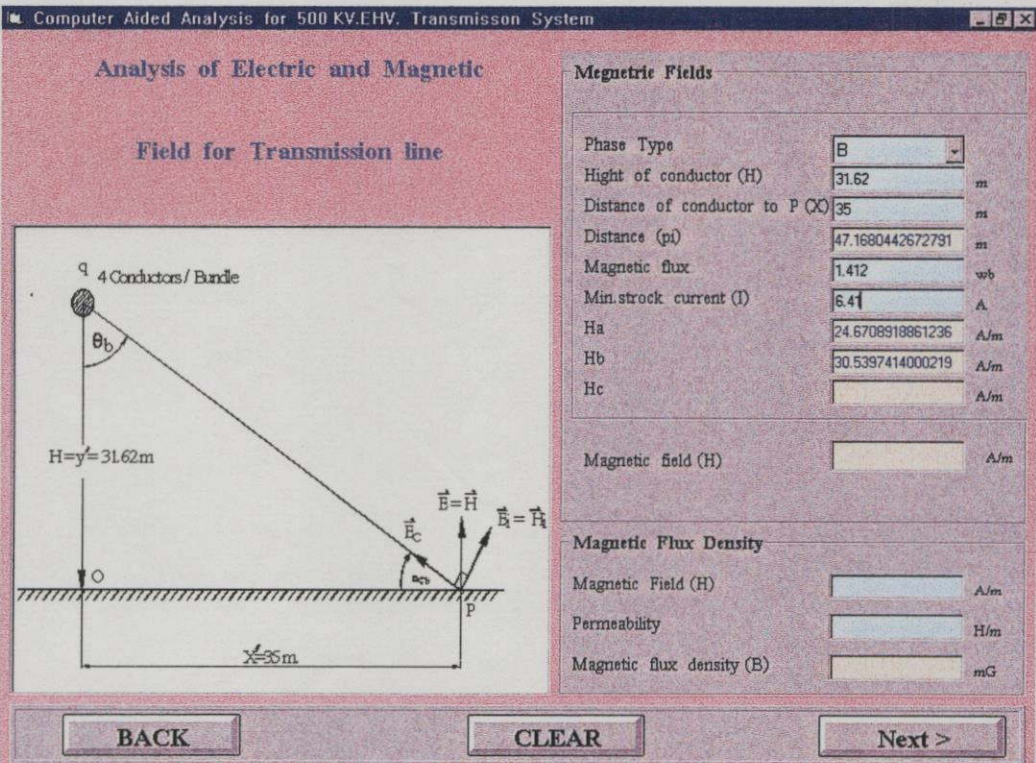 Computer Aided Analysis for 500 KV.EHV. Transmisson System
Analysis of Electric and Magnetic
Field for Transmission line
q
4 Conductors / Bundle
θb
H=y'=31.62m
O
E=H
Ei = Hi
Ec
P
X'=35m
Megnetric Fields
Phase Type B
Hight of conductor (H) 31.62 m
Distance of conductor to P (X) 35 m
Distance (pi) 47.1680442672791 m
Magnetic flux 1.412 wb
Min.strock current (I) 6.41 A
Ha 24.6708918861236 A/m
Hb 30.5397414000219 A/m
Hc A/m
Magnetic field (H) A/m
Magnetic Flux Density
Magnetic Field (H) A/m
Permeability H/m
Magnetic flux density (B) mG
BACK
CLEAR
Next >